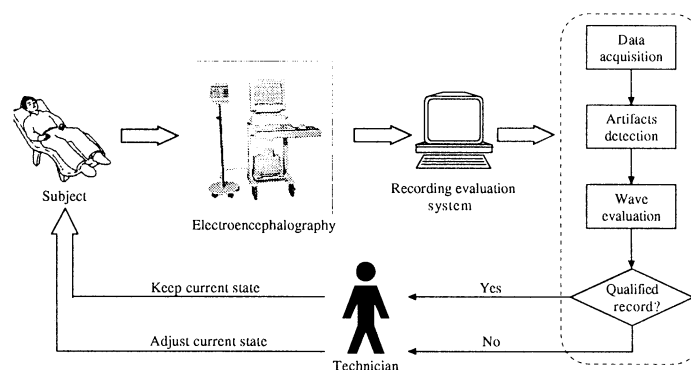 Data
acquisition
Artifacts
detection
Wave
evaluation
Qualified
record?
Subject
Electroencephalography
Recording evaluation
system
Keep current state
Yes
Adjust current state
No
Technician